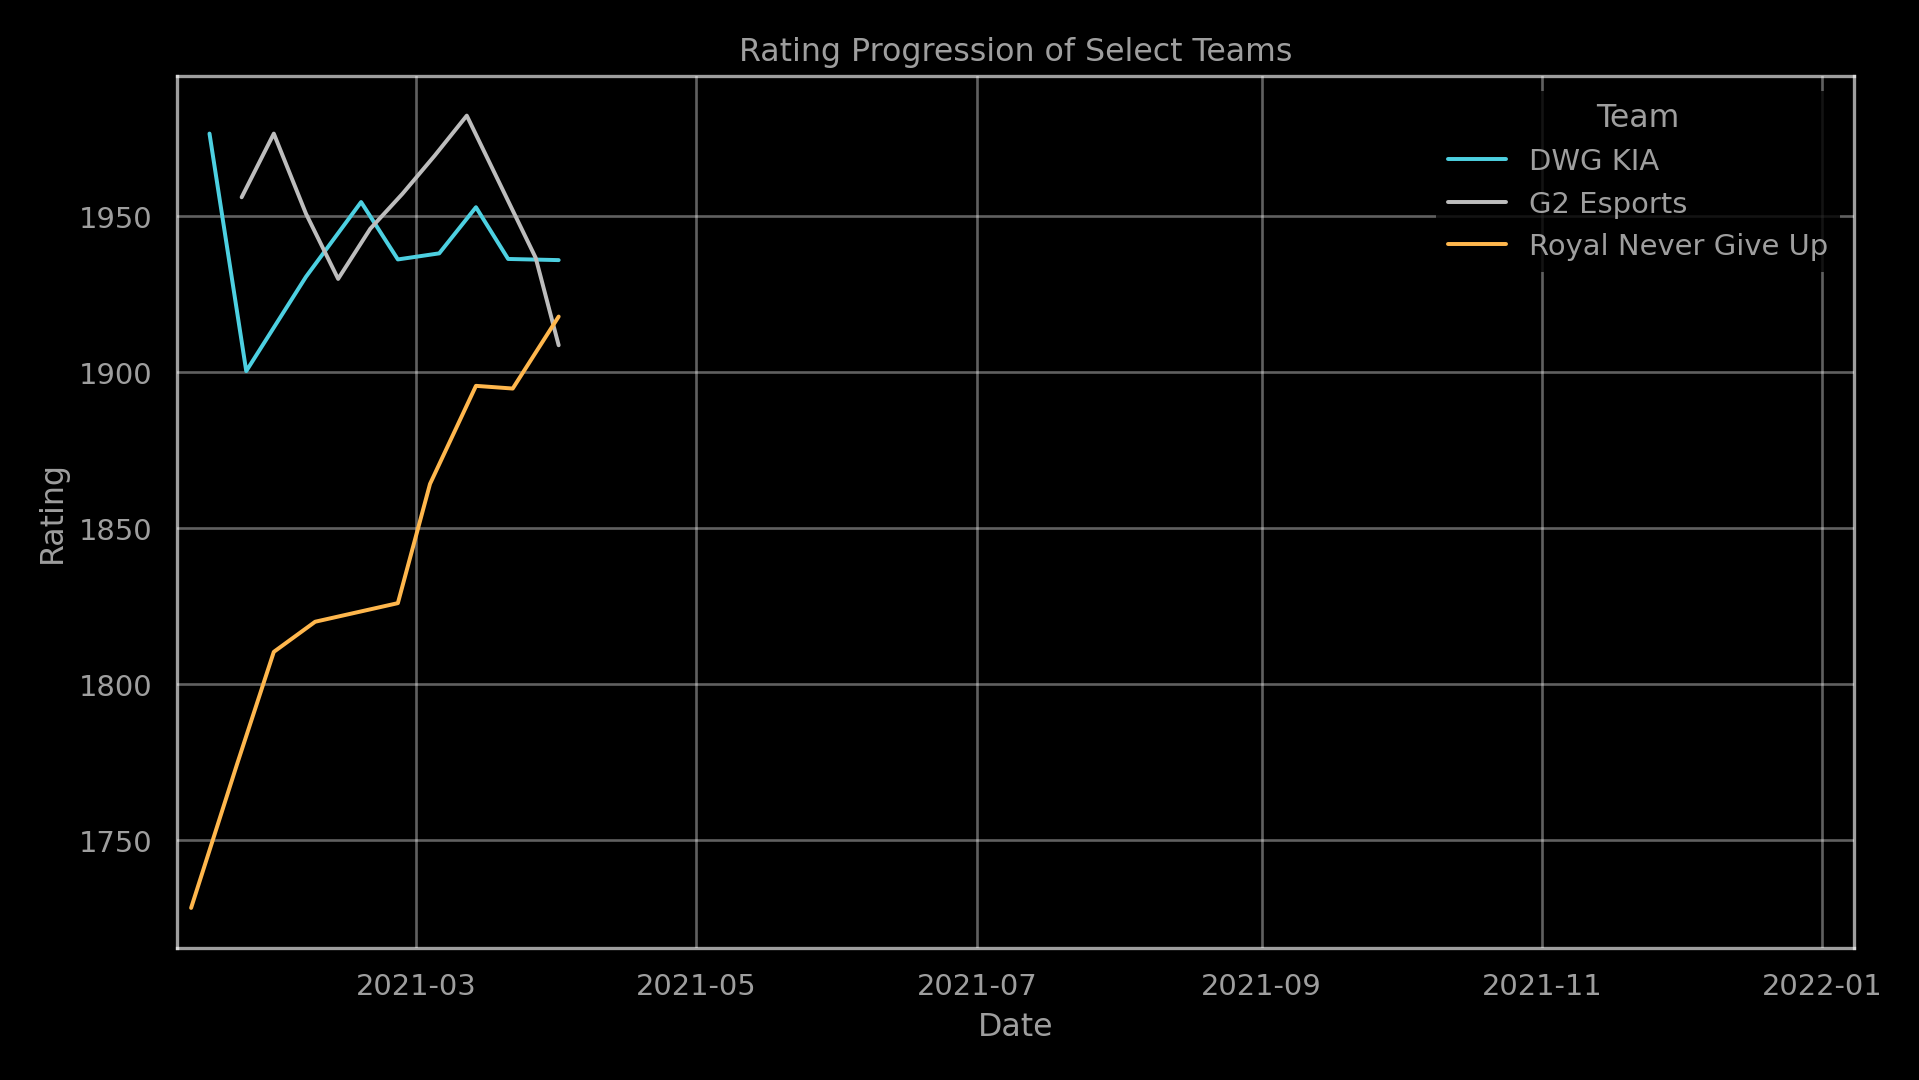 Rating Progression of Select Teams
Team
DWG KIA
G2 Esports
Royal Never Give Up
1950
1900
1850
1800
1750
Rating
2021-03 2021-05 2021-07 2021-09 2021-11 2022-01
Date